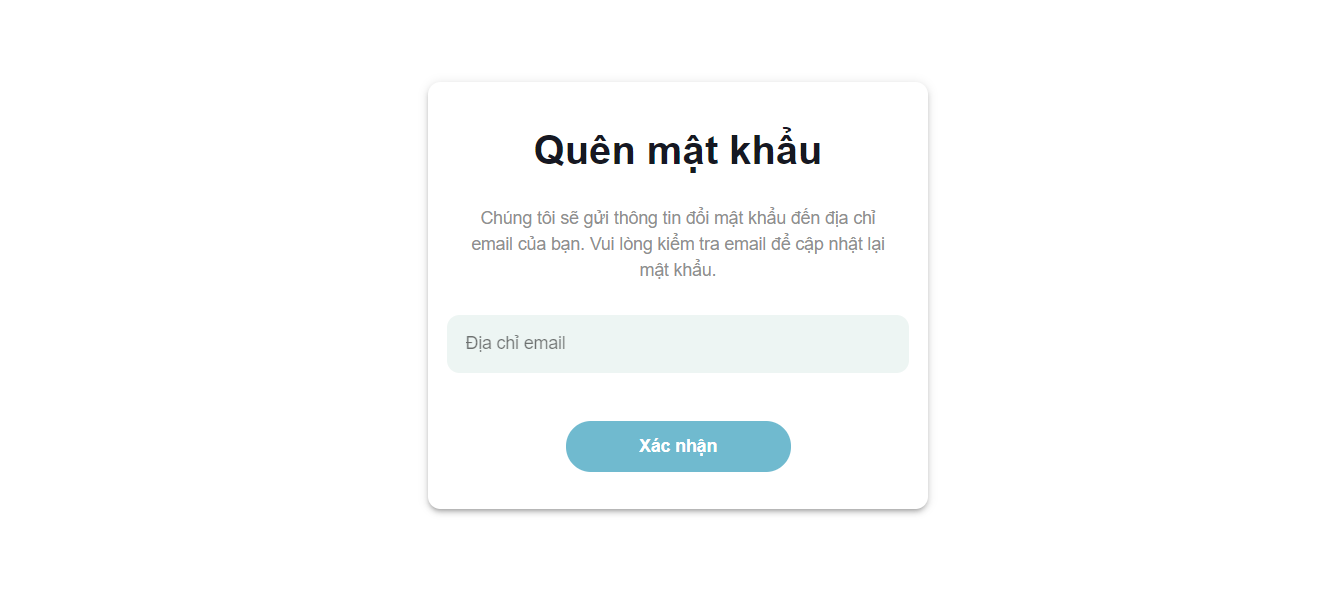 Quên mật khẩu
Chúng tôi sẽ gửi thông tin đổi mật khẩu đến địa chỉ
email của bạn. Vui lòng kiểm tra email để cập nhật lại
mật khẩu.
Địa chỉ email
Xác nhận